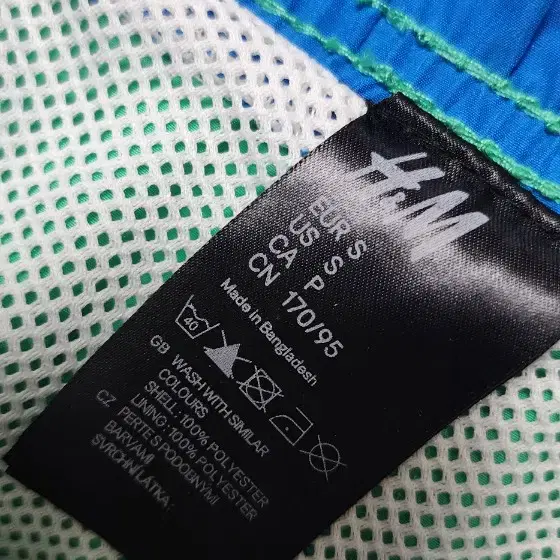 H&M
EUR S
US S
CA P
CN 170/95
Made in Bangladesh
40
GB WASH WITH SIMILAR
COLOURS
SHELL: 100% POLYESTER
LINING: 100% POLYESTER
CZ PERTE S PODOBNÝMI
BARVAMI
SVRCHNÍ LÁTKA: